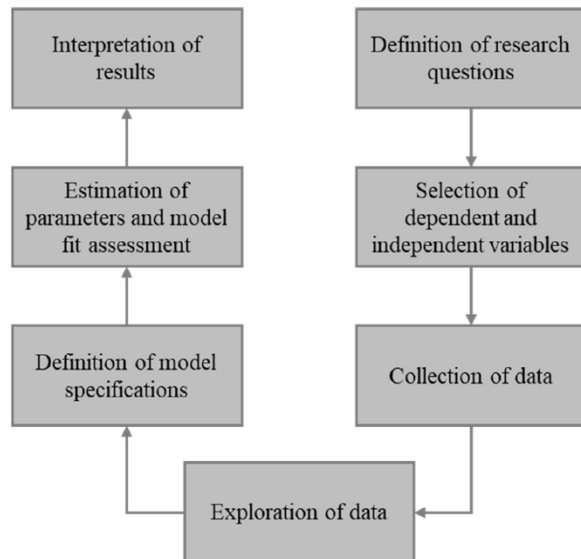 Interpretation of
results
Definition of research
questions
Estimation of
parameters and model
fit assessment
Selection of
dependent and
independent variables
Definition of model
specifications
Collection of data
Exploration of data